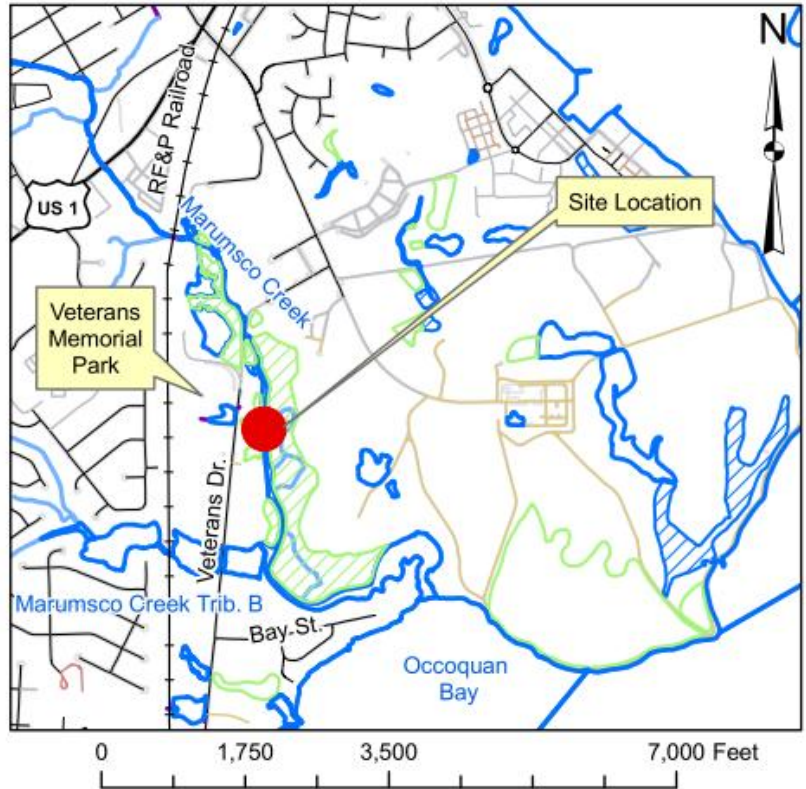 N
RF&P Railroad
Site Location
US 1
Marumsco Creek
Veterans
Memorial
Park
Veterans Dr.
Marumsco Creek Trib. B
Bay St.
Occoquan
Bay
0 1,750 3,500 7,000 Feet